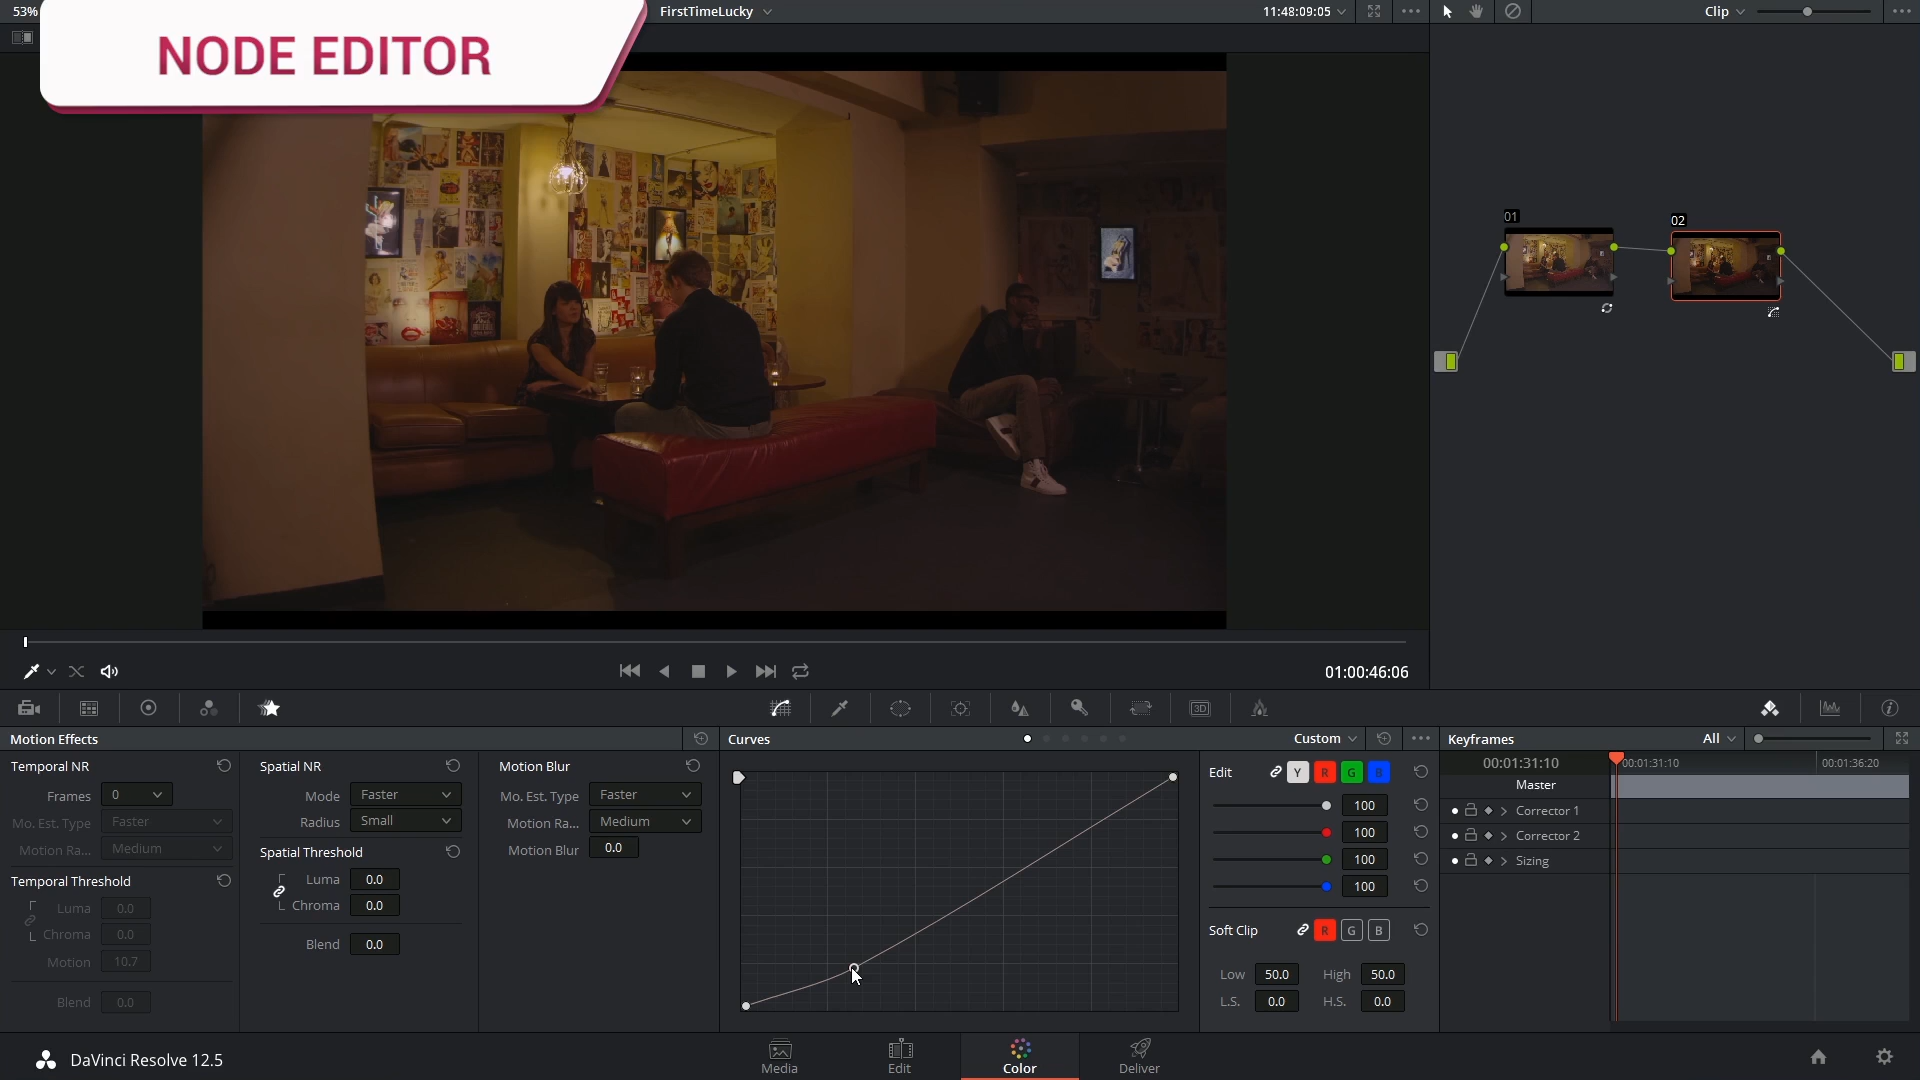 53%
FirstTimeLucky
11:48:09:05
Clip
NODE EDITOR
01
02
01:00:46:06
3D
Motion Effects
Temporal NR
Frames 0
Mo. Est. Type Faster
Motion Ra... Medium
Temporal Threshold
Luma 0.0
Chroma 0.0
Motion 10.7
Blend 0.0
Spatial NR
Mode Faster
Radius Small
Spatial Threshold
Luma 0.0
Chroma 0.0
Blend 0.0
Motion Blur
Mo. Est. Type Faster
Motion Ra... Medium
Motion Blur 0.0
Curves
Custom
Edit Y R G B
100
100
100
100
Soft Clip R G B
Low 50.0 High 50.0
L.S. 0.0 H.S. 0.0
Keyframes
All
00:01:31:10 00:01:31:10 00:01:36:20
Master
Corrector 1
Corrector 2
Sizing
DaVinci Resolve 12.5
Media
Edit
Color
Deliver